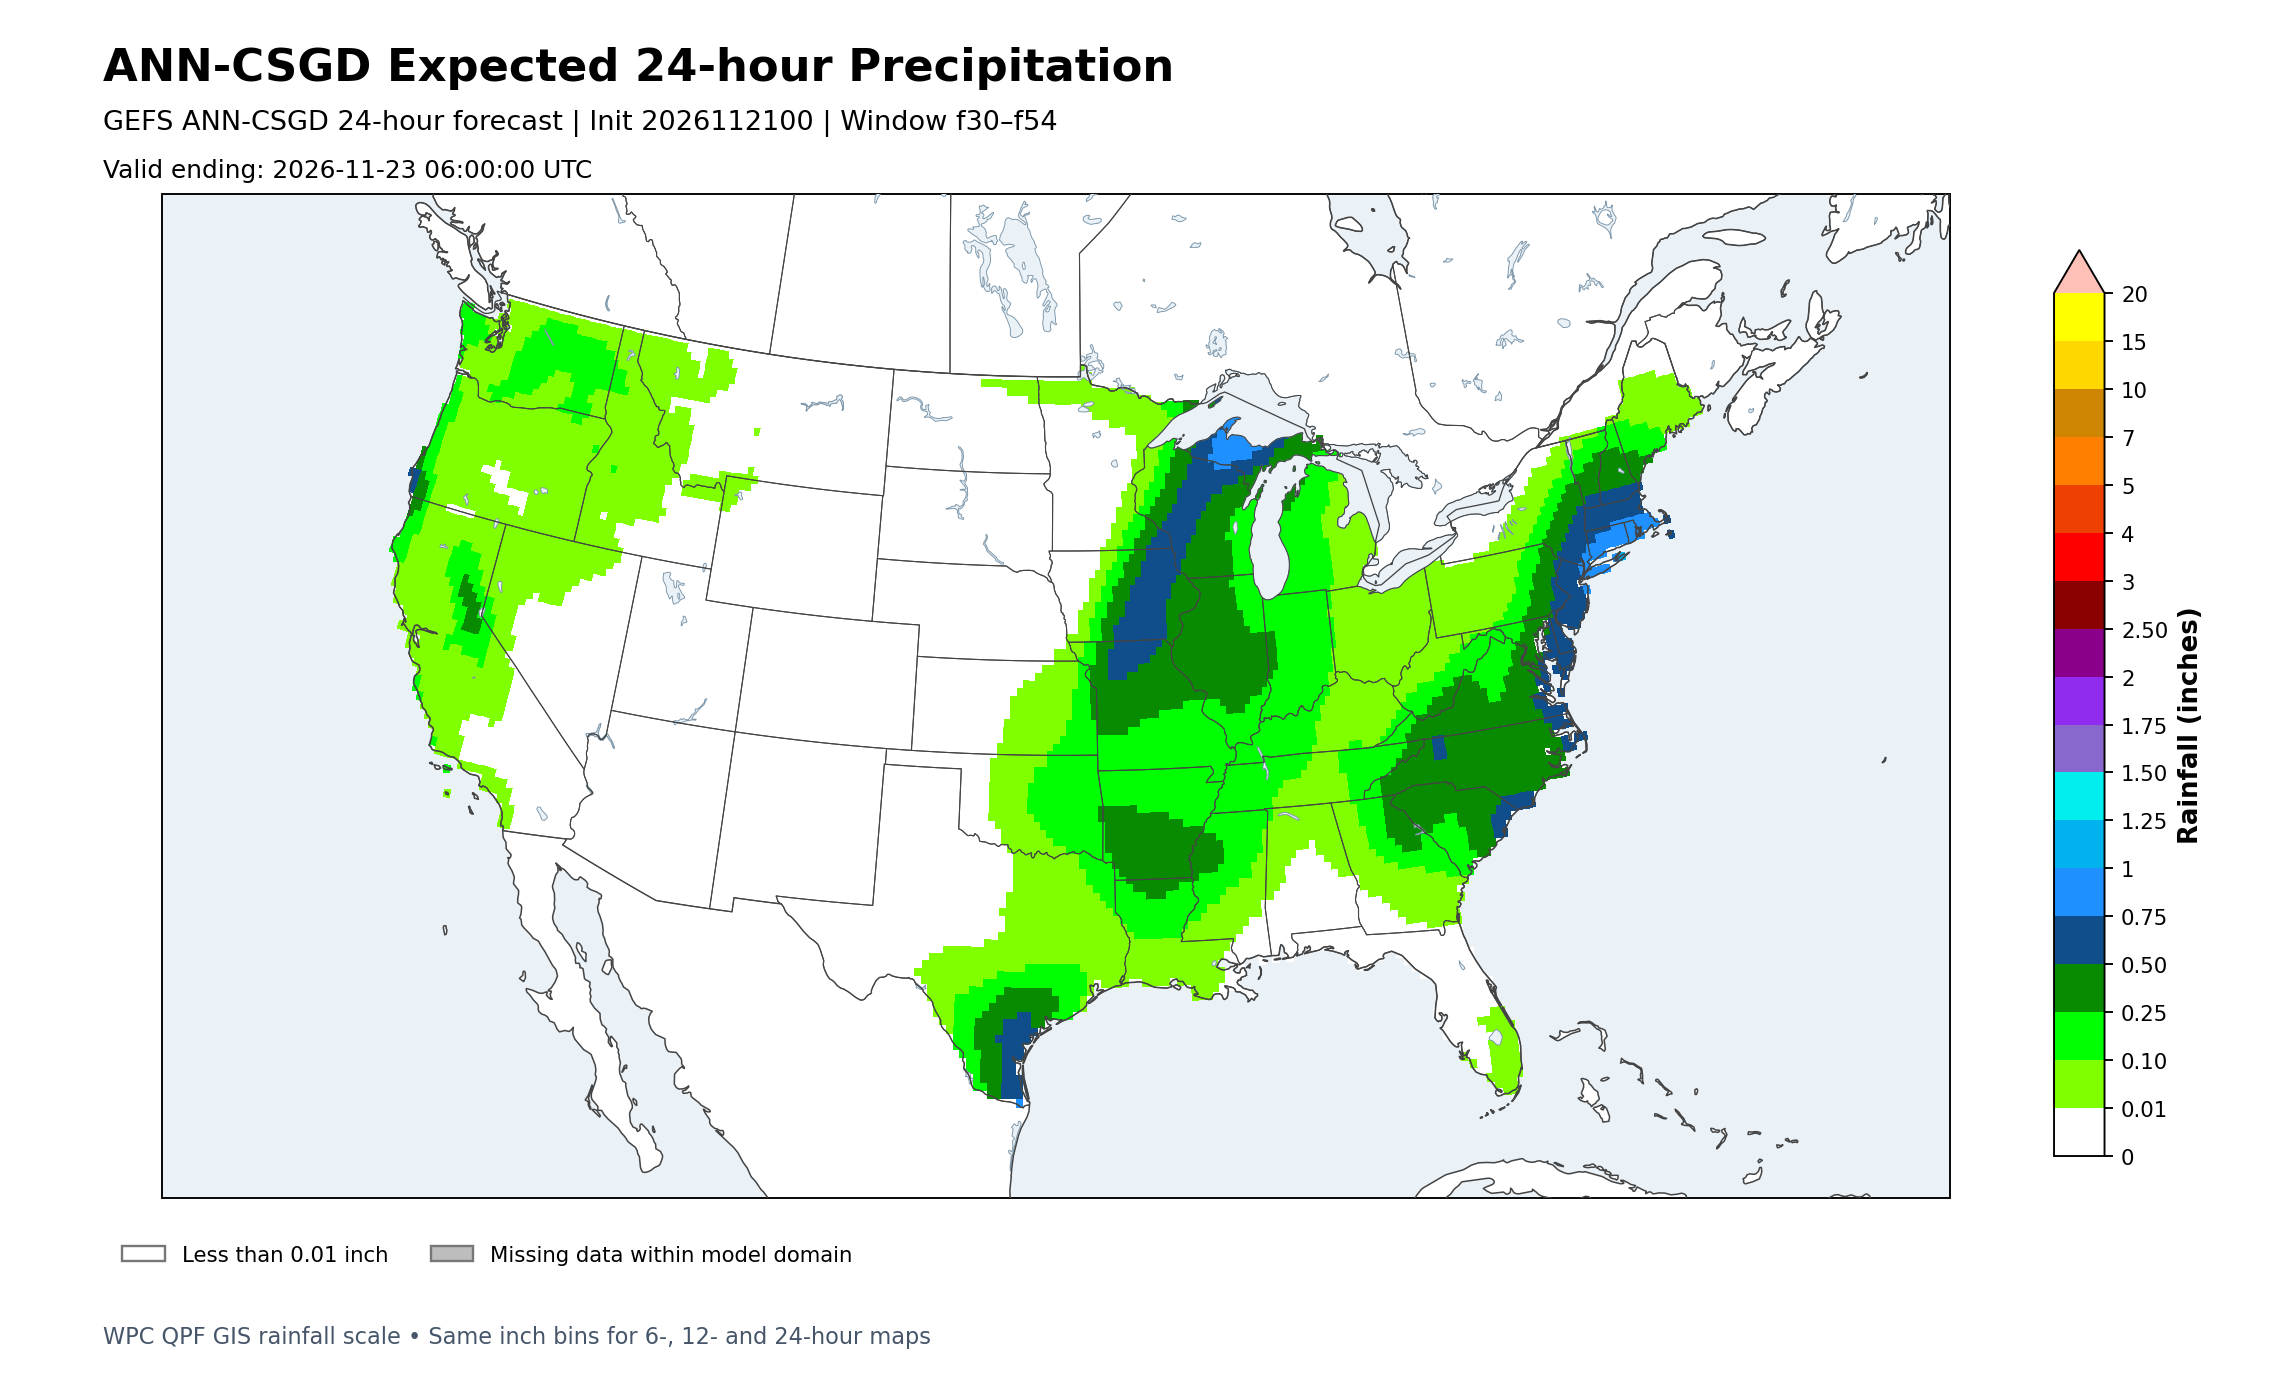 ANN-CSGD Expected 24-hour Precipitation
GEFS ANN-CSGD 24-hour forecast | Init 2026112100 | Window f30–f54
Valid ending: 2026-11-23 06:00:00 UTC
20
15
10
7
5
4
3
2.50
2
1.75
1.50
1.25
1
0.75
0.50
0.25
0.10
0.01
0
Rainfall (inches)
Less than 0.01 inch
Missing data within model domain
WPC QPF GIS rainfall scale • Same inch bins for 6-, 12- and 24-hour maps